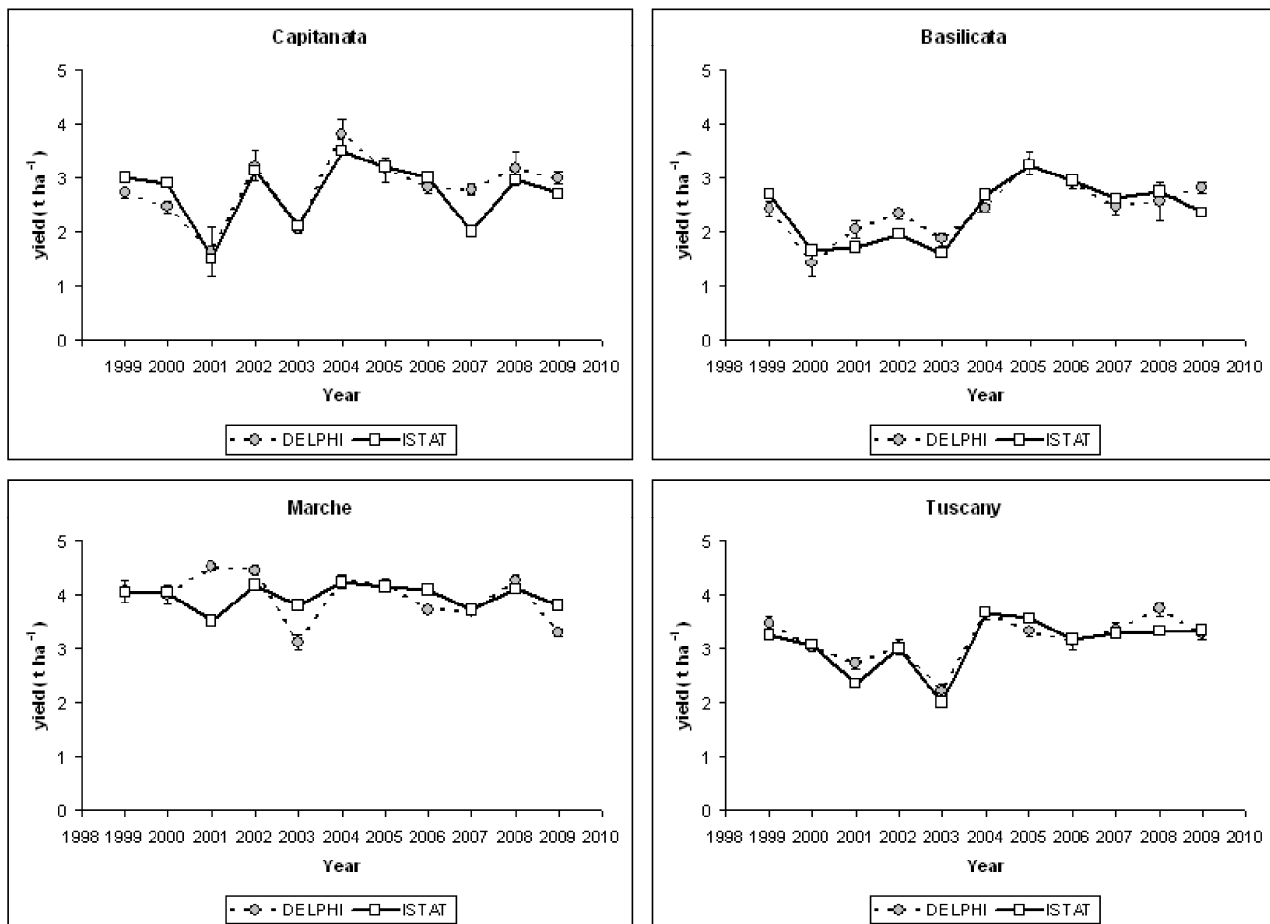 Capitanata
5
4
3
2
1
0
yield ( t ha ⁻¹)
1999 2000 2001 2002 2003 2004 2005 2006 2007 2008 2009 2010
Year
DELPHI ISTAT
Basilicata
5
4
3
2
1
0
yield ( t ha ⁻¹)
1998 1999 2000 2001 2002 2003 2004 2005 2006 2007 2008 2009 2010
Year
DELPHI ISTAT
Marche
5
4
3
2
1
0
yield ( t ha ⁻¹)
1998 1999 2000 2001 2002 2003 2004 2005 2006 2007 2008 2009 2010
Year
DELPHI ISTAT
Tuscany
5
4
3
2
1
0
yield ( t ha ⁻¹)
1998 1999 2000 2001 2002 2003 2004 2005 2006 2007 2008 2009 2010
Year
DELPHI ISTAT